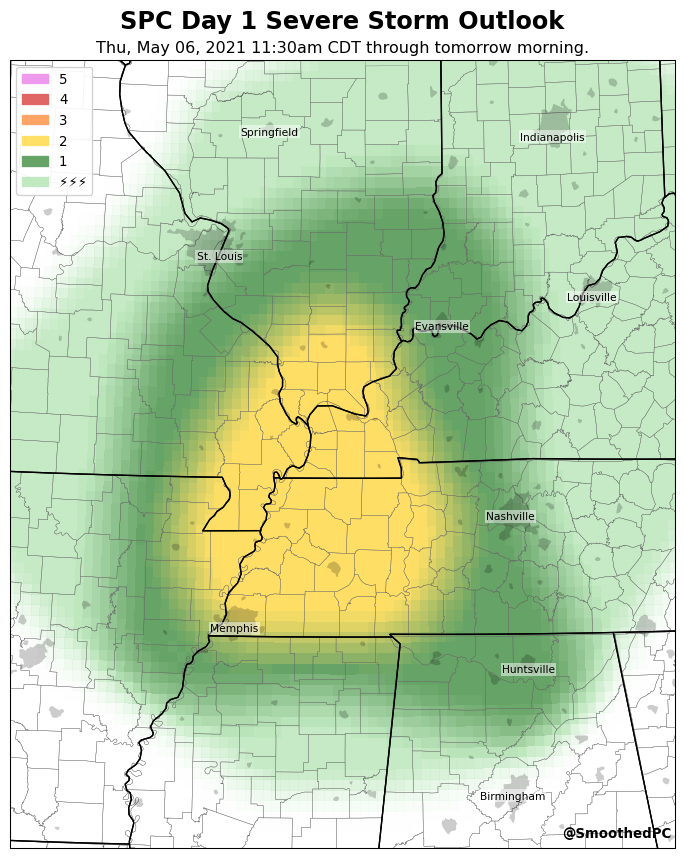 SPC Day 1 Severe Storm Outlook
Thu, May 06, 2021 11:30am CDT through tomorrow morning.
5
4
3
2
1
⚡⚡⚡
Springfield
Indianapolis
St. Louis
Louisville
Evansville
Nashville
Memphis
Huntsville
Birmingham
@SmoothedPC